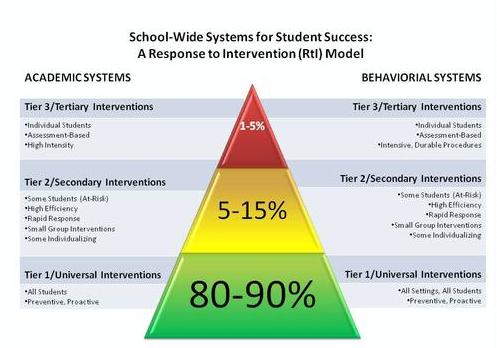 School-Wide Systems for Student Success:
A Response to Intervention (RtI) Model
ACADEMIC SYSTEMS
BEHAVIORIAL SYSTEMS
Tier 3/Tertiary Interventions
•Individual Students
•Assessment-Based
•High Intensity
1-5%
Tier 3/Tertiary Interventions
•Individual Students
•Assessment-Based
•Intensive, Durable Procedures
Tier 2/Secondary Interventions
•Some Students (At-Risk)
•High Efficiency
•Rapid Response
•Small Group Interventions
•Some Individualizing
5-15%
Tier 2/Secondary Interventions
•Some Students (At-Risk)
•High Efficiency
•Rapid Response
•Small Group Interventions
•Some Individualizing
Tier 1/Universal Interventions
•All Students
•Preventive, Proactive
80-90%
Tier 1/Universal Interventions
•All Settings, All Students
•Preventive, Proactive